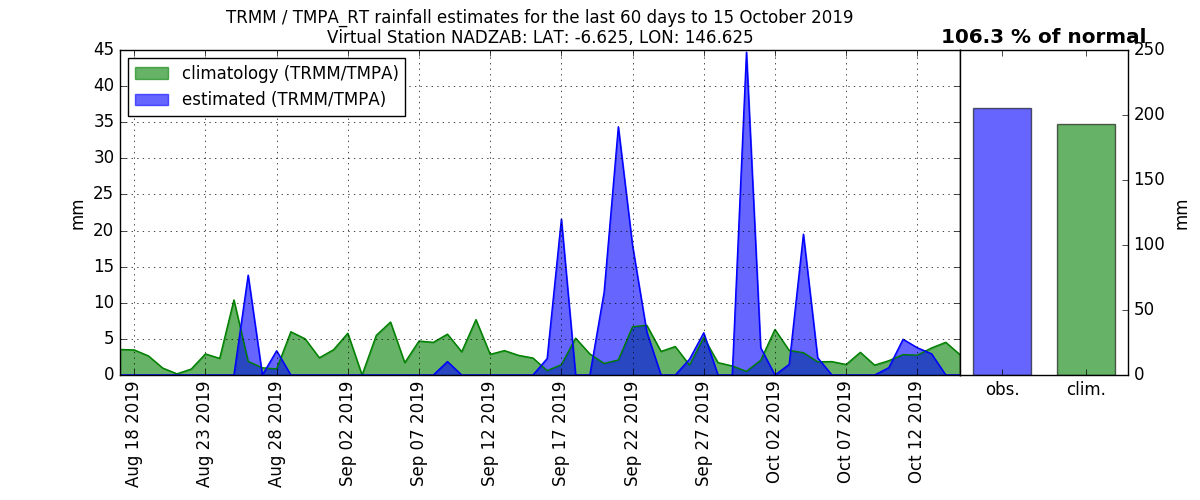 TRMM / TMPA_RT rainfall estimates for the last 60 days to 15 October 2019
Virtual Station NADZAB: LAT: -6.625, LON: 146.625
106.3 % of normal
climatology (TRMM/TMPA)
estimated (TRMM/TMPA)
45
40
35
30
25
20
15
10
5
0
mm
Aug 18 2019
Aug 23 2019
Aug 28 2019
Sep 02 2019
Sep 07 2019
Sep 12 2019
Sep 17 2019
Sep 22 2019
Sep 27 2019
Oct 02 2019
Oct 07 2019
Oct 12 2019
250
200
150
100
50
0
mm
obs.
clim.